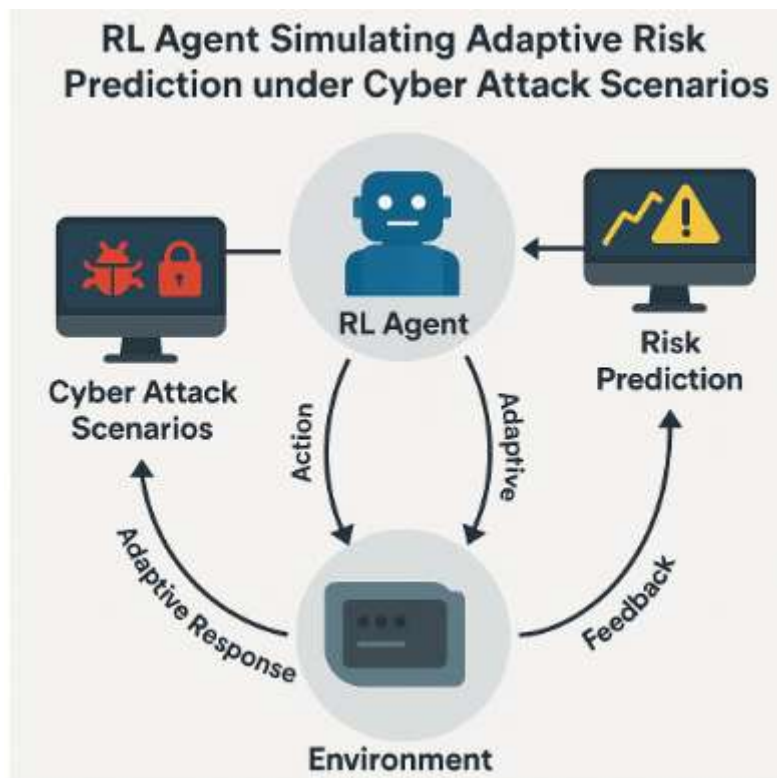 RL Agent Simulating Adaptive Risk
Prediction under Cyber Attack Scenarios
RL Agent
Cyber Attack
Scenarios
Risk
Prediction
Action
Adaptive
Adaptive Response
Feedback
Environment